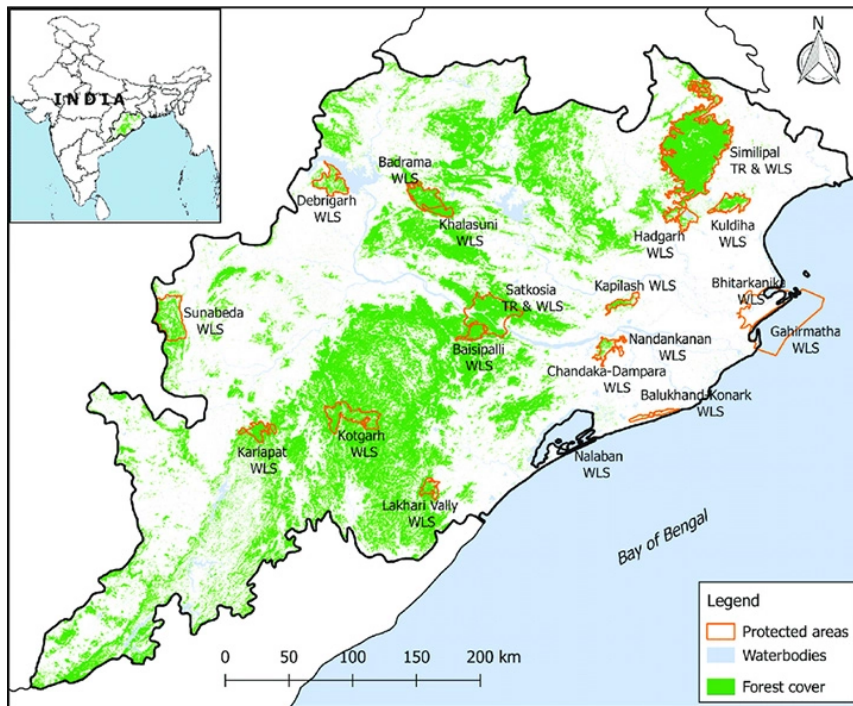 INDIA
N
Similipal
TR & WLS
Badrama
WLS
Debrigarh
WLS
Khalasuni
WLS
Hadgarh
WLS
Kuldiha
WLS
Satkosia
TR & WLS
Kapilash WLS
Bhitarkanika
WLS
Sunabeda
WLS
Gahirmatha
WLS
Baisipalli
WLS
Nandankanan
WLS
Chandaka-Dampara
WLS
Balukhand-Konark
WLS
Karlapat
WLS
Kotgarh
WLS
Nalaban
WLS
Lakhari Vally
WLS
Bay of Bengal
Legend
Protected areas
Waterbodies
Forest cover
0 50 100 150 200 km